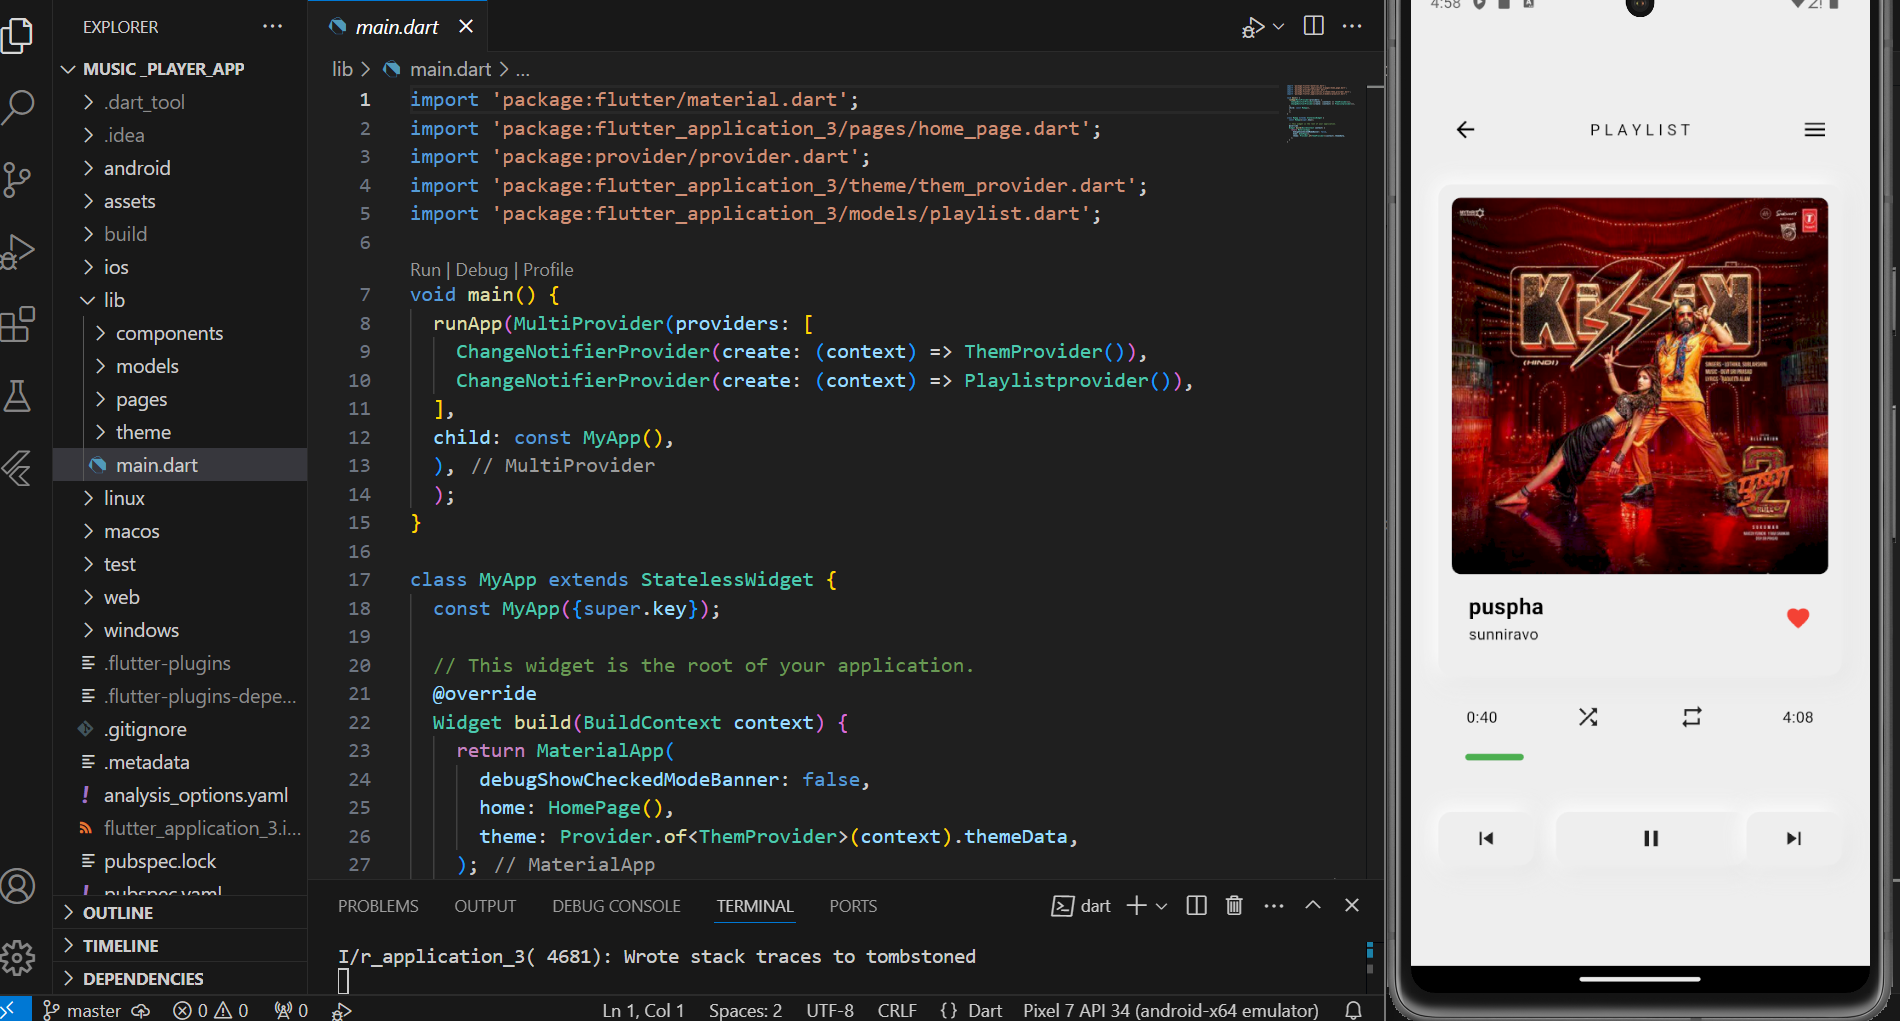 EXPLORER
MUSIC _PLAYER_APP
.dart_tool
.idea
android
assets
build
ios
lib
components
models
pages
theme
main.dart
linux
macos
test
web
windows
.flutter-plugins
.flutter-plugins-depe...
.gitignore
.metadata
analysis_options.yaml
flutter_application_3.i...
pubspec.lock
pubspec.yaml
OUTLINE
TIMELINE
DEPENDENCIES
main.dart
lib > main.dart > ...
1 import 'package:flutter/material.dart';
2 import 'package:flutter_application_3/pages/home_page.dart';
3 import 'package:provider/provider.dart';
4 import 'package:flutter_application_3/theme/them_provider.dart';
5 import 'package:flutter_application_3/models/playlist.dart';
6
Run | Debug | Profile
7 void main() {
8 runApp(MultiProvider(providers: [
9 ChangeNotifierProvider(create: (context) => ThemProvider()),
10 ChangeNotifierProvider(create: (context) => Playlistprovider()),
11 ],
12 child: const MyApp(),
13 ), // MultiProvider
14 );
15 }
16
17 class MyApp extends StatelessWidget {
18 const MyApp({super.key});
19
20 // This widget is the root of your application.
21 @override
22 Widget build(BuildContext context) {
23 return MaterialApp(
24 debugShowCheckedModeBanner: false,
25 home: HomePage(),
26 theme: Provider.of<ThemProvider>(context).themeData,
27 ); // MaterialApp
PROBLEMS OUTPUT DEBUG CONSOLE TERMINAL PORTS
dart
I/r_application_3( 4681): Wrote stack traces to tombstoned
master 0 0 0
Ln 1, Col 1 Spaces: 2 UTF-8 CRLF {} Dart Pixel 7 API 34 (android-x64 emulator)
4:58
PLAYLIST
KISSIK
(HINDI)
2
SUKUMAR
puspha
sunniravo
0:40 4:08